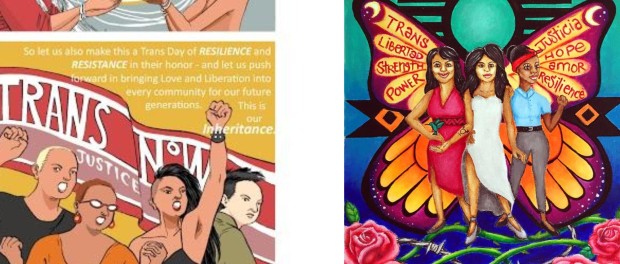 So let us also make this a Trans Day of RESILIENCE and
RESISTANCE in their honor - and let us push
forward in bringing Love and Liberation into
every community for our future
generations. This is
our
Inheritance.
TRANS
JUSTICE
NOW
TRANS
LIBERTAD
STRENGTH
POWER
JUSTICIA
HOPE
amor
Resilience